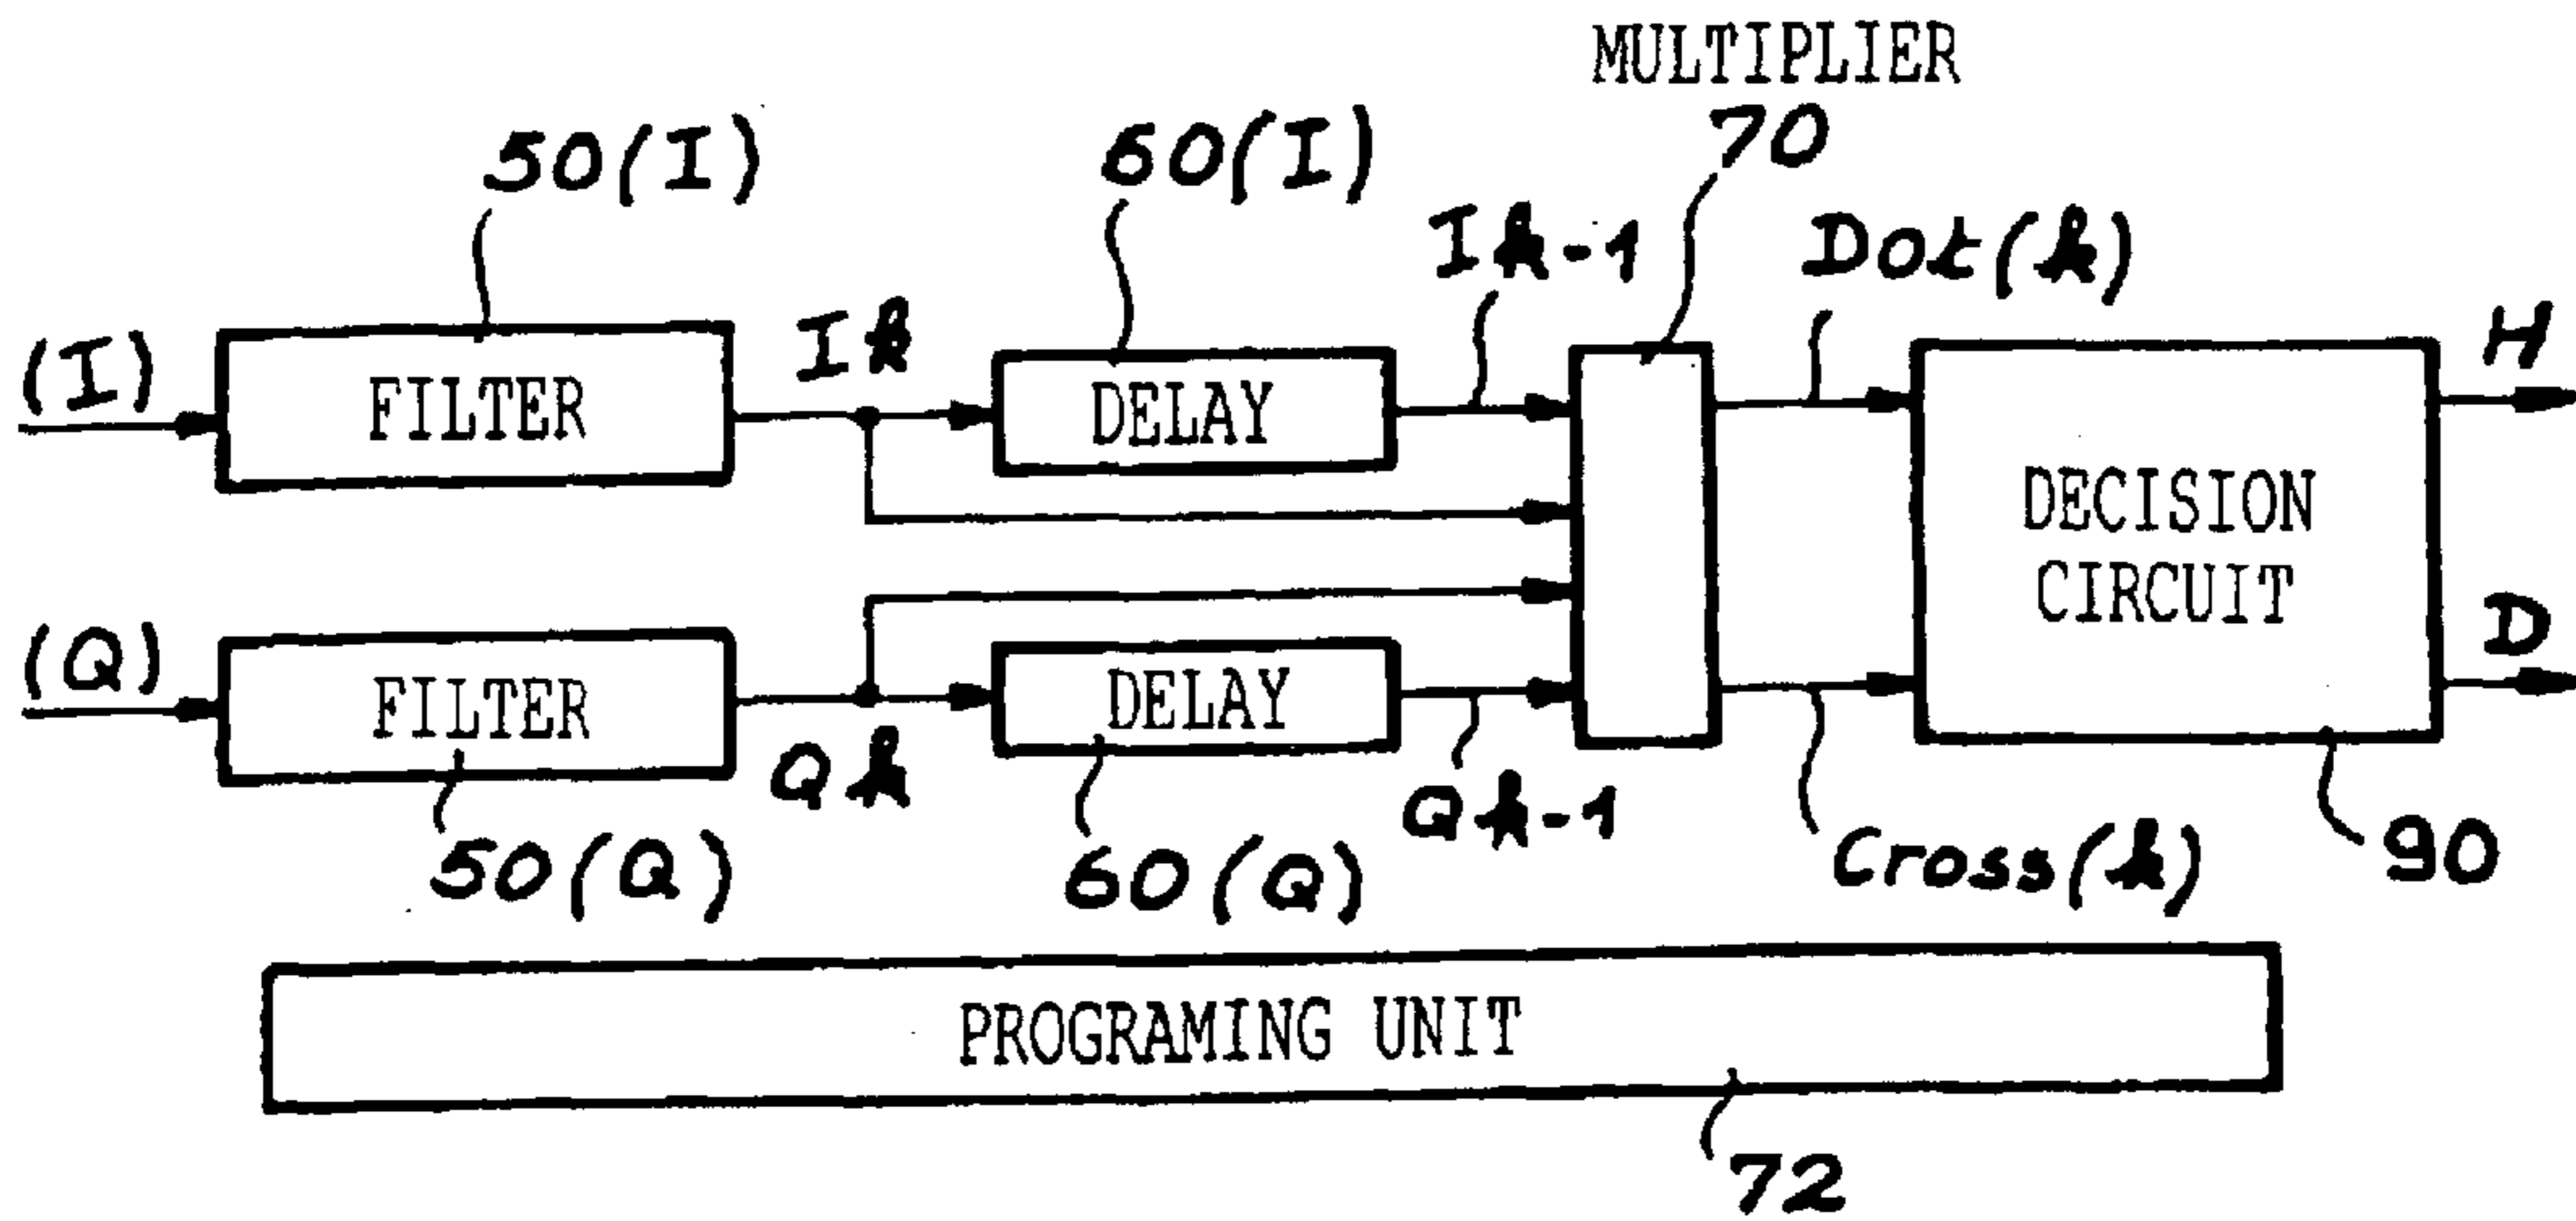 MULTIPLIER
50(I)
60(I)
70
Ik-1
Dot(k)
(I)
Ik
H
FILTER
DELAY
DECISION
CIRCUIT
(Q)
D
FILTER
DELAY
Qk
Qk-1
50(Q)
60(Q)
Cross(k)
90
PROGRAMING UNIT
72